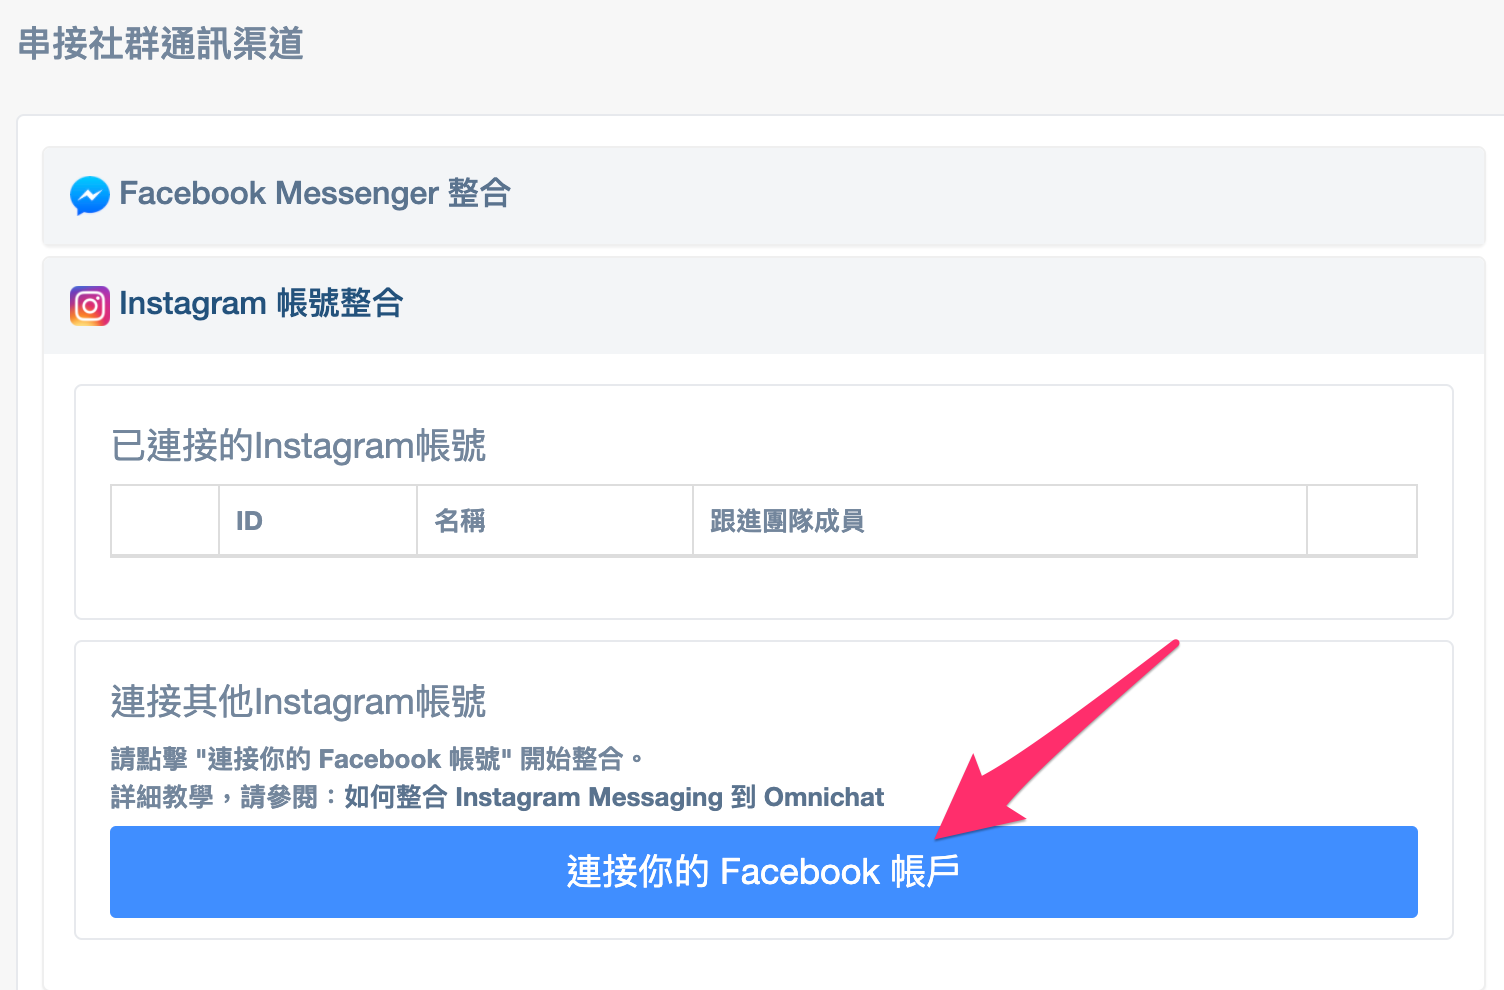 串接社群通訊渠道
Facebook Messenger 整合
Instagram 帳號整合
已連接的Instagram帳號
ID 名稱 跟進團隊成員
連接其他Instagram帳號
請點擊 "連接你的 Facebook 帳號" 開始整合。
詳細教學，請參閱：如何整合 Instagram Messaging 到 Omnichat
連接你的 Facebook 帳戶